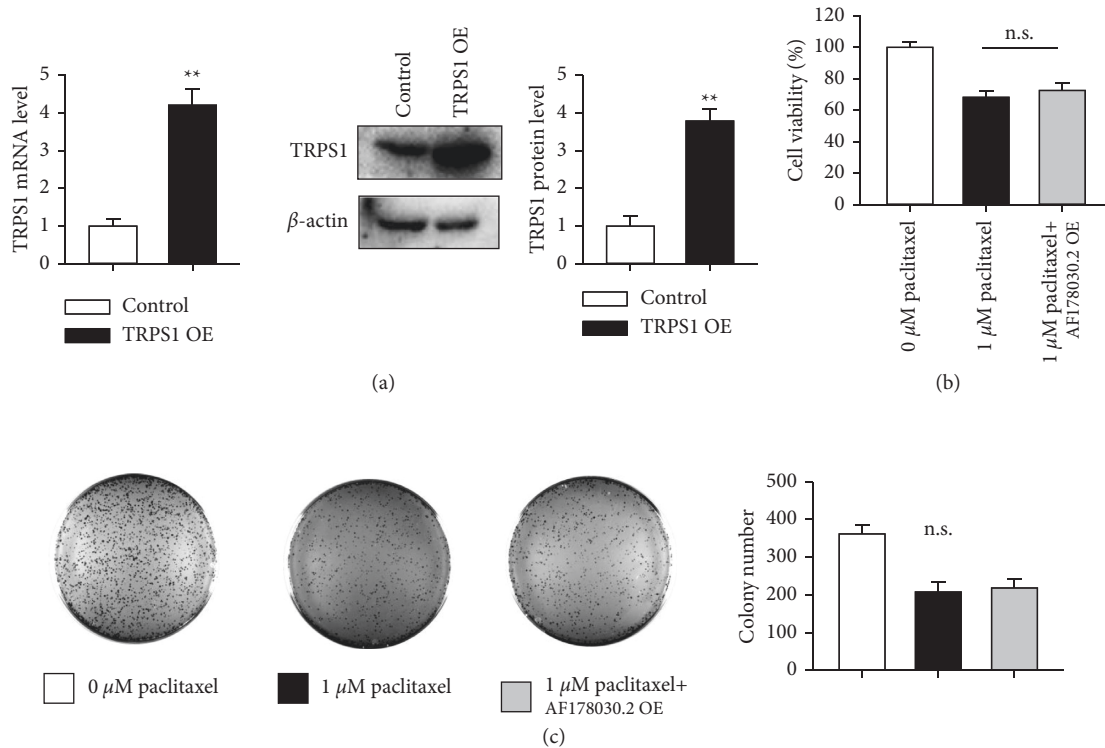 TRPS1 mRNA level
5
4
3
2
1
0
**
Control
TRPS1 OE
Control
TRPS1 OE
TRPS1
β-actin
TRPS1 protein level
5
4
3
2
1
0
**
Control
TRPS1 OE
(a)
Cell viability (%)
120
100
80
60
40
20
0
n.s.
0 μM paclitaxel
1 μM paclitaxel
1 μM paclitaxel+
AF178030.2 OE
(b)
0 μM paclitaxel
1 μM paclitaxel
1 μM paclitaxel+
AF178030.2 OE
Colony number
500
400
300
200
100
0
n.s.
(c)